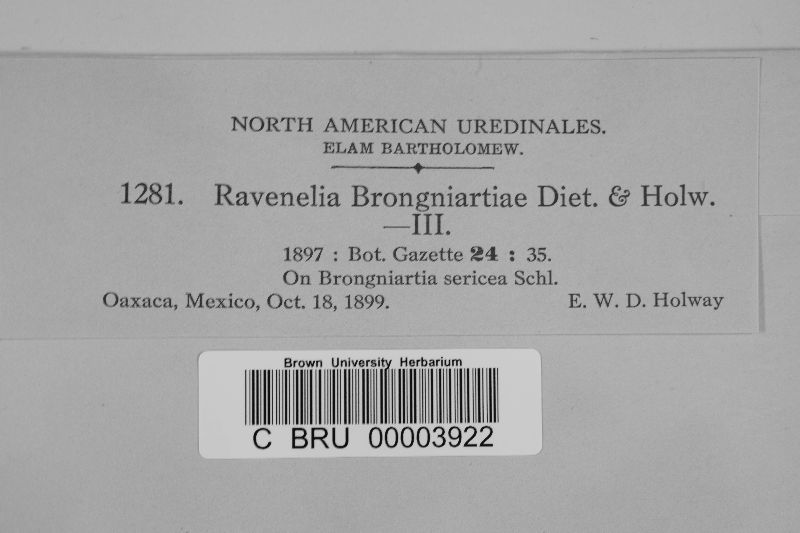 NORTH AMERICAN UREDINALES.
ELAM BARTHOLOMEW.
1281. Ravenelia Brongniartiae Diet. & Holw.
—III.
1897 : Bot. Gazette 24 : 35.
On Brongniartia sericea Schl.
Oaxaca, Mexico, Oct. 18, 1899. E. W. D. Holway
Brown University Herbarium
C BRU 00003922